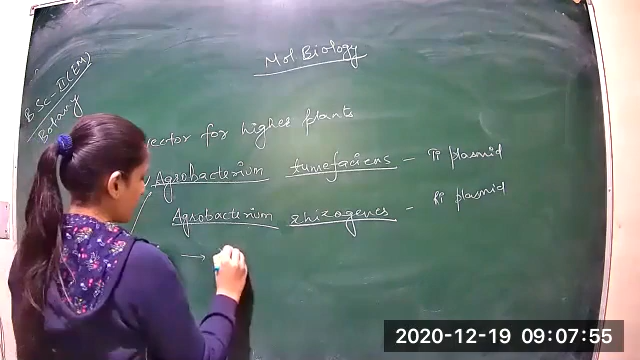 Mol. Biology
B.Sc-II (EM)
Botany
vector for higher plants
Agrobacterium tumefaciens - Ti plasmid
Agrobacterium rhizogenes - Ri plasmid
→
2020-12-19 09:07:55